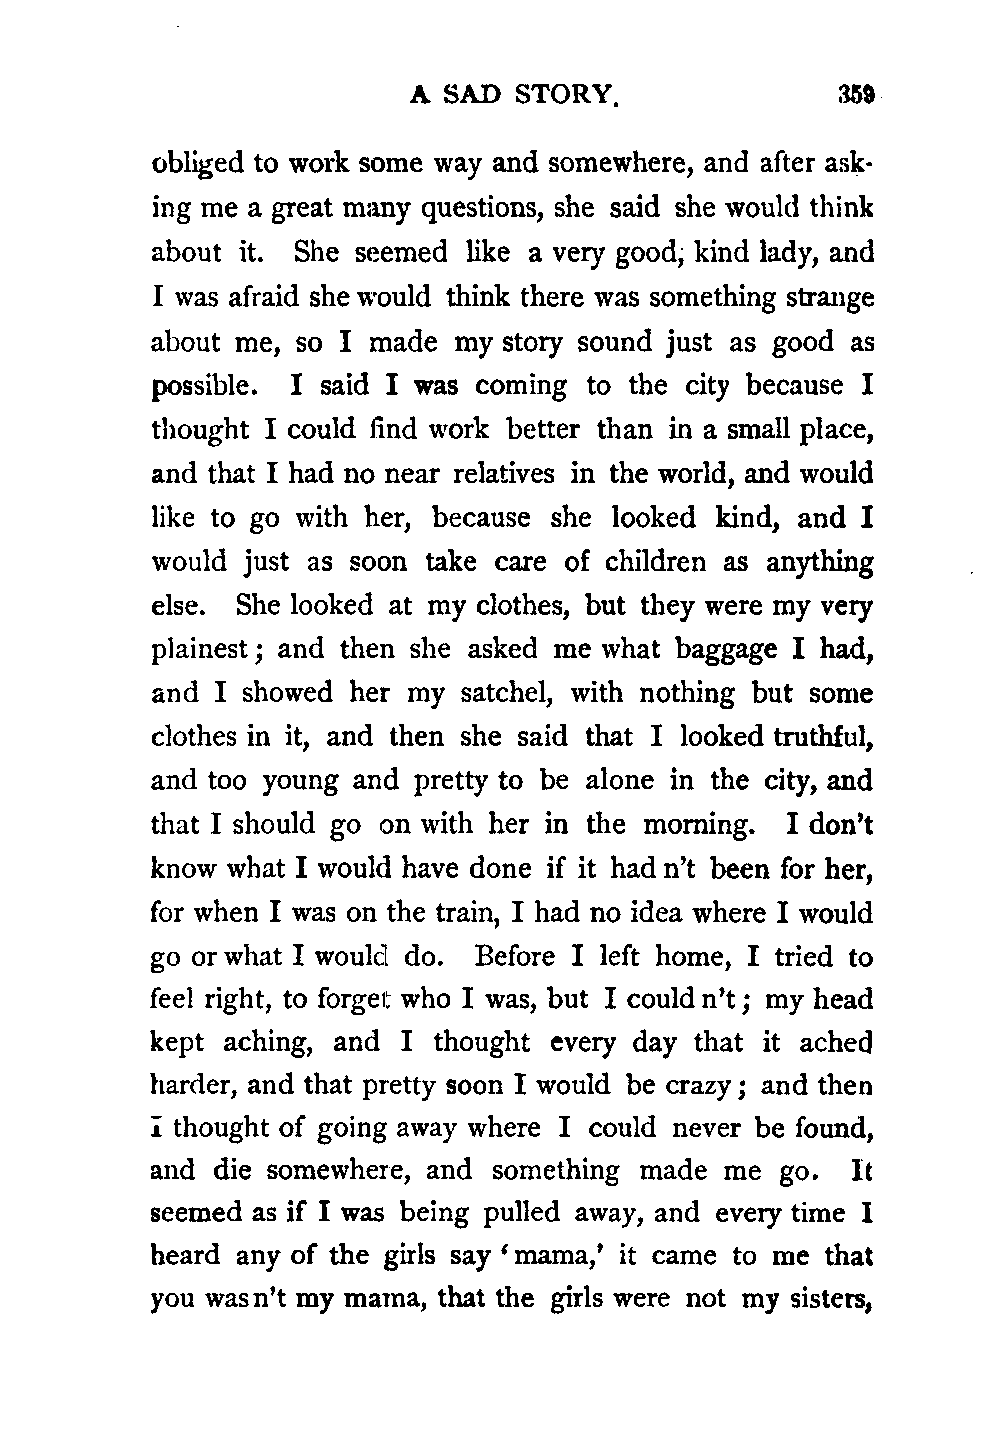 A SAD STORY. 359
obliged to work some way and somewhere, and after ask-
ing me a great many questions, she said she would think
about it. She seemed like a very good, kind lady, and
I was afraid she would think there was something strange
about me, so I made my story sound just as good as
possible. I said I was coming to the city because I
thought I could find work better than in a small place,
and that I had no near relatives in the world, and would
like to go with her, because she looked kind, and I
would just as soon take care of children as anything
else. She looked at my clothes, but they were my very
plainest; and then she asked me what baggage I had,
and I showed her my satchel, with nothing but some
clothes in it, and then she said that I looked truthful,
and too young and pretty to be alone in the city, and
that I should go on with her in the morning. I don't
know what I would have done if it had n't been for her,
for when I was on the train, I had no idea where I would
go or what I would do. Before I left home, I tried to
feel right, to forget who I was, but I could n't; my head
kept aching, and I thought every day that it ached
harder, and that pretty soon I would be crazy; and then
I thought of going away where I could never be found,
and die somewhere, and something made me go. It
seemed as if I was being pulled away, and every time I
heard any of the girls say 'mama,' it came to me that
you was n't my mama, that the girls were not my sisters,